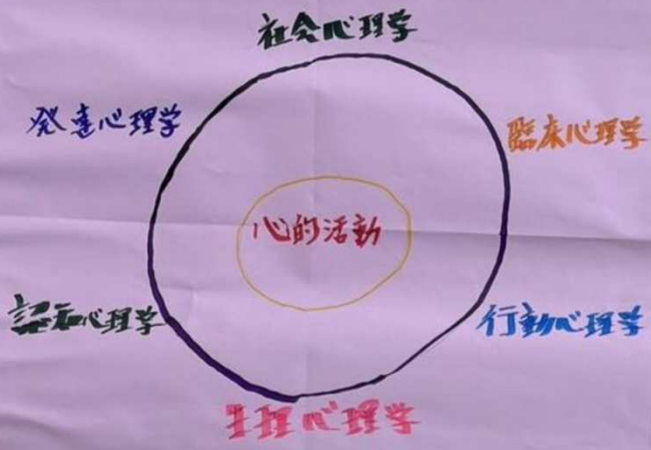 社会心理学
発達心理学
臨床心理学
心的活動
認知心理学
行動心理学
生理心理学